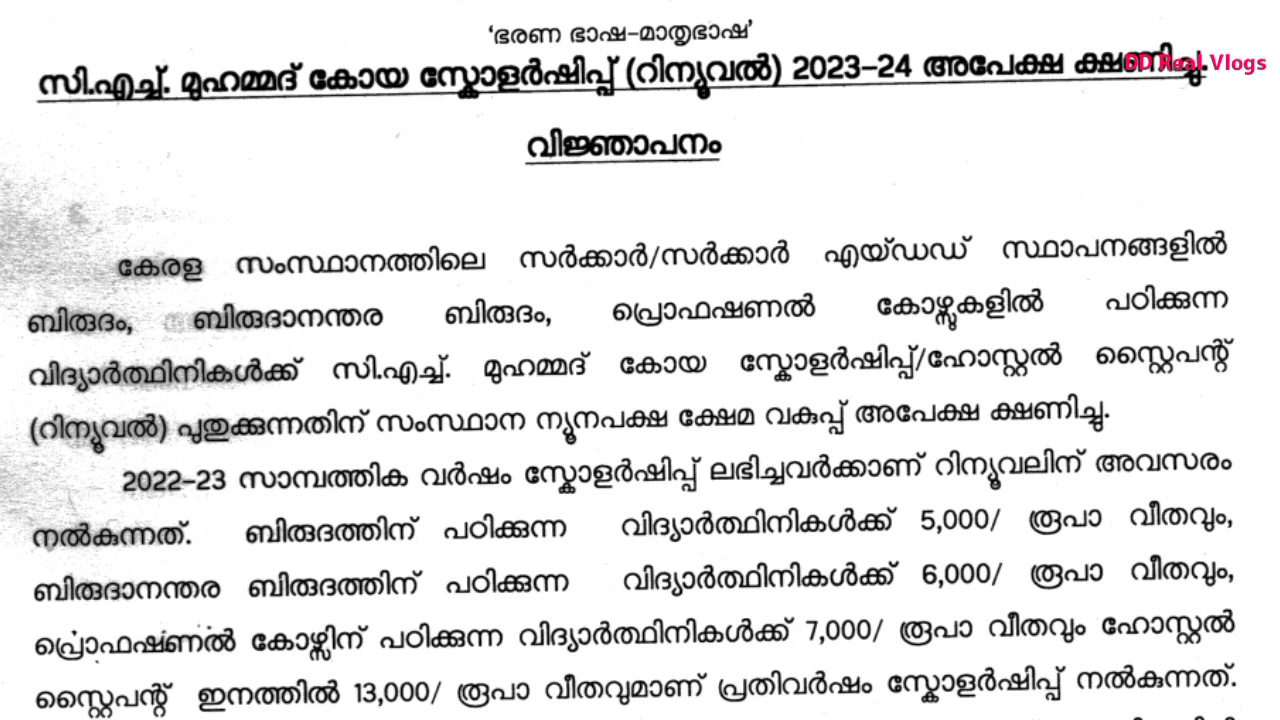 ‘ഭരണ ഭാഷ-മാതൃഭാഷ’
സി.എച്ച്. മുഹമ്മദ് കോയ സ്കോളർഷിപ്പ് (റിന്യൂവൽ) 2023-24 അപേക്ഷ ക്ഷണിച്ചു.
DD Real Vlogs
വിജ്ഞാപനം
കേരള സംസ്ഥാനത്തിലെ സർക്കാർ/സർക്കാർ എയ്ഡഡ് സ്ഥാപനങ്ങളിൽ
ബിരുദം, ബിരുദാനന്തര ബിരുദം, പ്രൊഫഷണൽ കോഴ്സുകളിൽ പഠിക്കുന്ന
വിദ്യാർത്ഥിനികൾക്ക് സി.എച്ച്. മുഹമ്മദ് കോയ സ്കോളർഷിപ്പ്/ഹോസ്റ്റൽ സ്റ്റൈപന്റ്
(റിന്യൂവൽ) പുതുക്കുന്നതിന് സംസ്ഥാന ന്യൂനപക്ഷ ക്ഷേമ വകുപ്പ് അപേക്ഷ ക്ഷണിച്ചു.
2022-23 സാമ്പത്തിക വർഷം സ്കോളർഷിപ്പ് ലഭിച്ചവർക്കാണ് റിന്യൂവലിന് അവസരം
നൽകുന്നത്. ബിരുദത്തിന് പഠിക്കുന്ന വിദ്യാർത്ഥിനികൾക്ക് 5,000/ രൂപാ വീതവും,
ബിരുദാനന്തര ബിരുദത്തിന് പഠിക്കുന്ന വിദ്യാർത്ഥിനികൾക്ക് 6,000/ രൂപാ വീതവും,
പ്രൊഫഷണൽ കോഴ്സിന് പഠിക്കുന്ന വിദ്യാർത്ഥിനികൾക്ക് 7,000/ രൂപാ വീതവും ഹോസ്റ്റൽ
സ്റ്റൈപന്റ് ഇനത്തിൽ 13,000/ രൂപാ വീതവുമാണ് പ്രതിവർഷം സ്കോളർഷിപ്പ് നൽകുന്നത്.